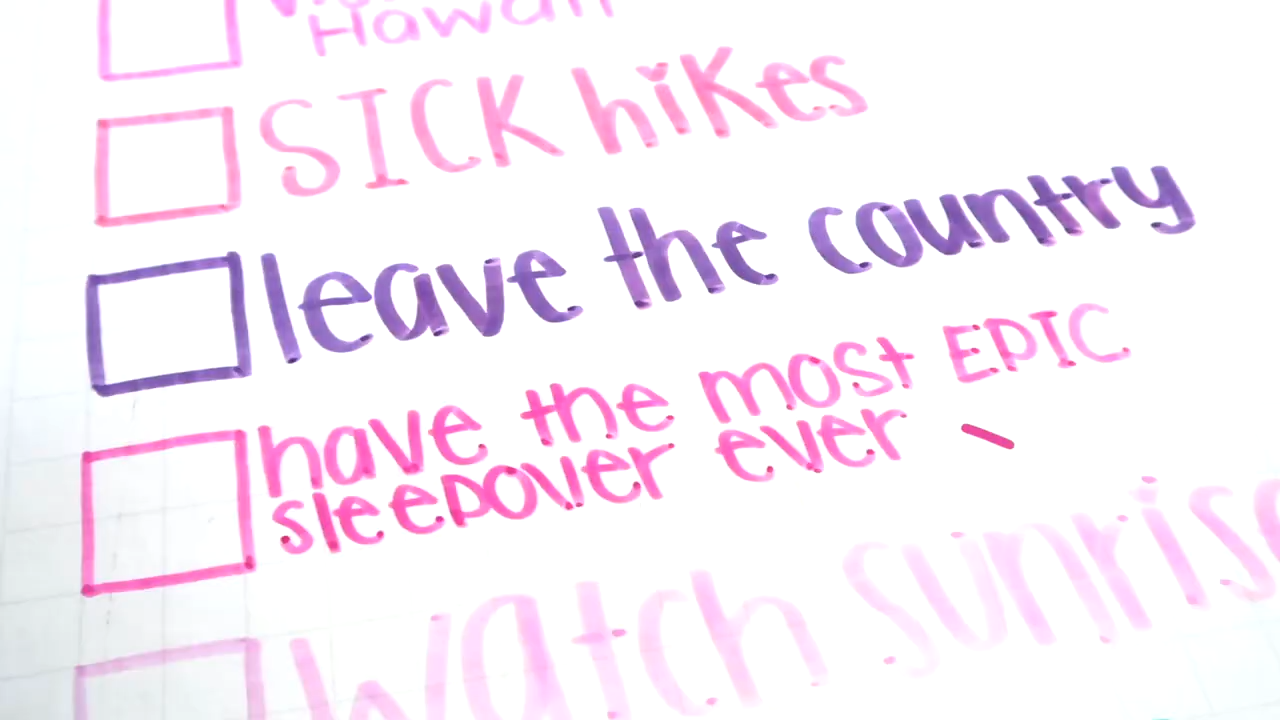 Hawaii
SICK hikes
leave the country
have the most EPIC
sleepover ever
watch sunrise